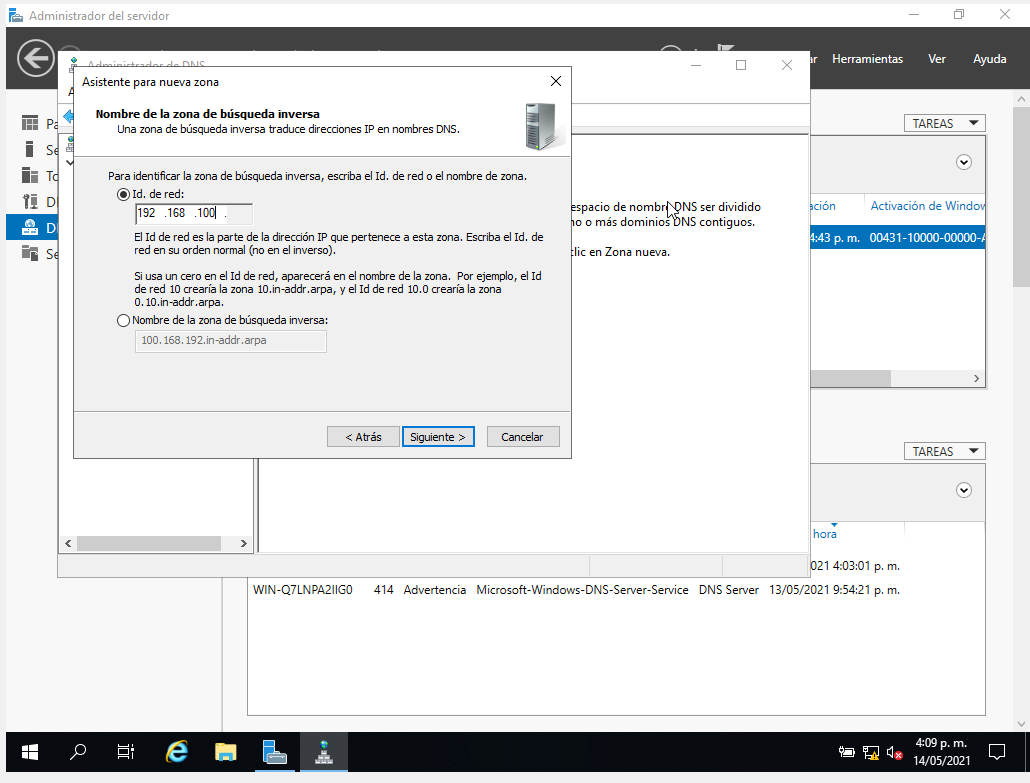 Administrador del servidor
Administrador de DNS
Herramientas
Ver
Ayuda
Asistente para nueva zona
Nombre de la zona de búsqueda inversa
Una zona de búsqueda inversa traduce direcciones IP en nombres DNS.
TAREAS
Para identificar la zona de búsqueda inversa, escriba el Id. de red o el nombre de zona.
Id. de red:
192 .168 .100 .
El Id de red es la parte de la dirección IP que pertenece a esta zona. Escriba el Id. de
red en su orden normal (no en el inverso).
Si usa un cero en el Id de red, aparecerá en el nombre de la zona. Por ejemplo, el Id
de red 10 crearía la zona 10.in-addr.arpa, y el Id de red 10.0 crearía la zona
0.10.in-addr.arpa.
Nombre de la zona de búsqueda inversa:
100.168.192.in-addr.arpa
< Atrás
Siguiente >
Cancelar
espacio de nombre DNS ser dividido
o más dominios DNS contiguos.
clic en Zona nueva.
Activación de Window
4:43 p. m.
00431-10000-00000-A
TAREAS
hora
021 4:03:01 p. m.
WIN-Q7LNPA2IIG0 414 Advertencia Microsoft-Windows-DNS-Server-Service DNS Server 13/05/2021 9:54:21 p. m.
4:09 p. m.
14/05/2021